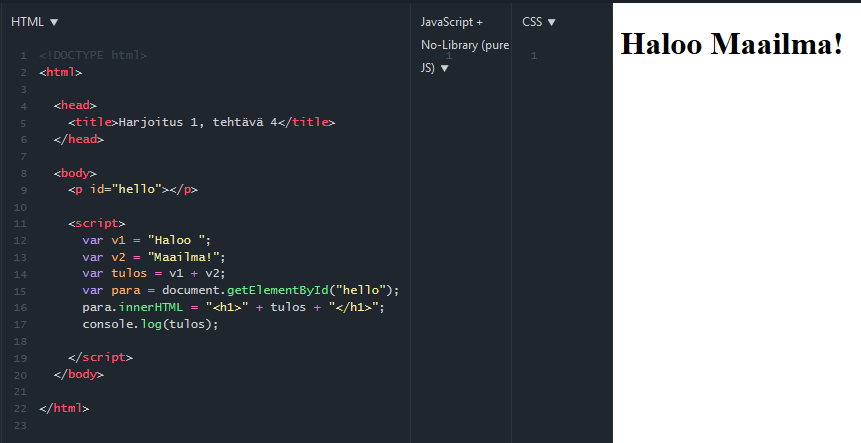 HTML ▼
1 <!DOCTYPE html>
2 <html>
3
4 <head>
5 <title>Harjoitus 1, tehtävä 4</title>
6 </head>
7
8 <body>
9 <p id="hello"></p>
10
11 <script>
12 var v1 = "Haloo ";
13 var v2 = "Maailma!";
14 var tulos = v1 + v2;
15 var para = document.getElementById("hello");
16 para.innerHTML = "<h1>" + tulos + "</h1>";
17 console.log(tulos);
18
19 </script>
20 </body>
21
22 </html>
23
JavaScript +
No-Library (pure
JS) ▼
1
CSS ▼
1
Haloo Maailma!